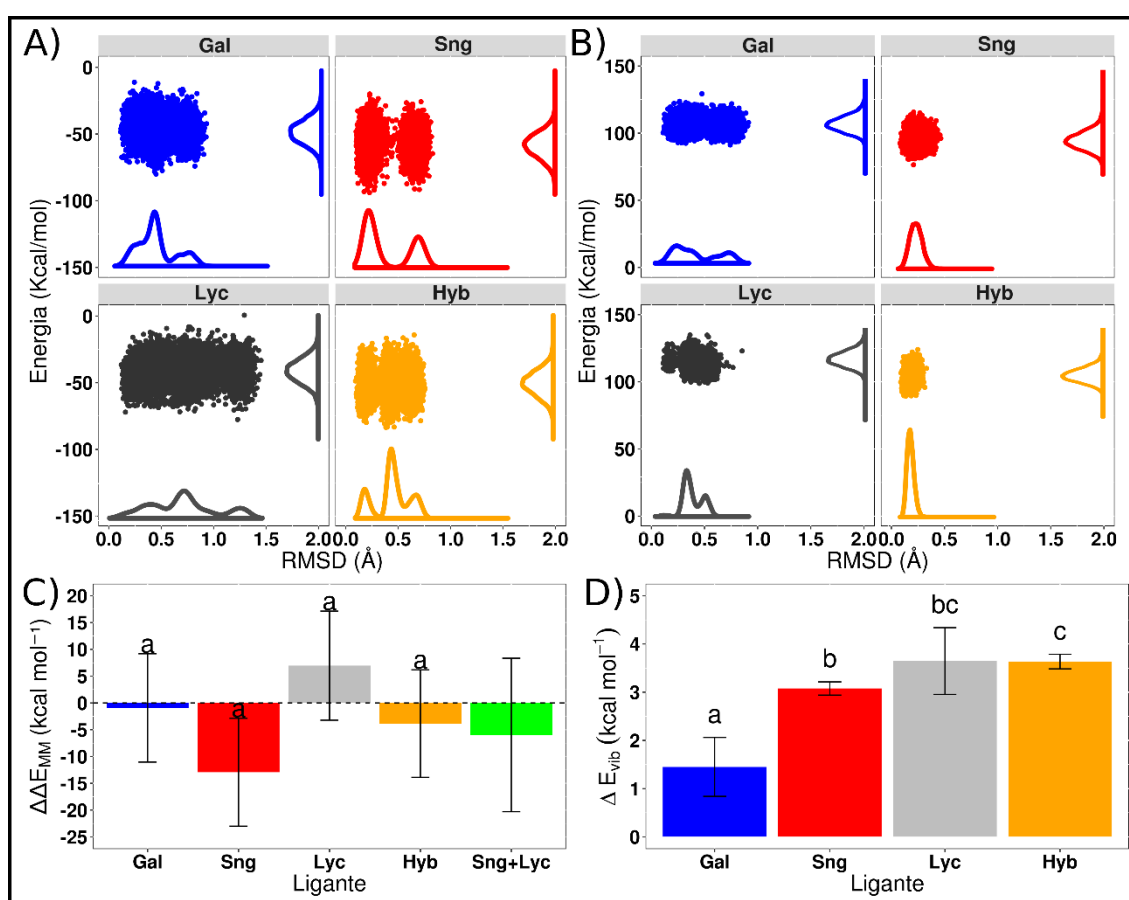 A)
B)
Gal
Sng
Gal
Sng
0
-50
-100
-150
150
100
50
0
Lyc
Hyb
Lyc
Hyb
0
-50
-100
-150
150
100
50
0
Energia (Kcal/mol)
Energia (Kcal/mol)
0.0 0.5 1.0 1.5 2.0 0.0 0.5 1.0 1.5 2.0
0.0 0.5 1.0 1.5 2.0 0.0 0.5 1.0 1.5 2.0
RMSD (Å)
RMSD (Å)
C)
20
15
10
5
0
-5
-10
-15
-20
-25
ΔΔE_MM (kcal mol⁻¹)
a
a
a
a
Gal Sng Lyc Hyb Sng+Lyc
Ligante
D)
5
4
3
2
1
0
Δ E_vib (kcal mol⁻¹)
a
b
bc
c
Gal Sng Lyc Hyb
Ligante